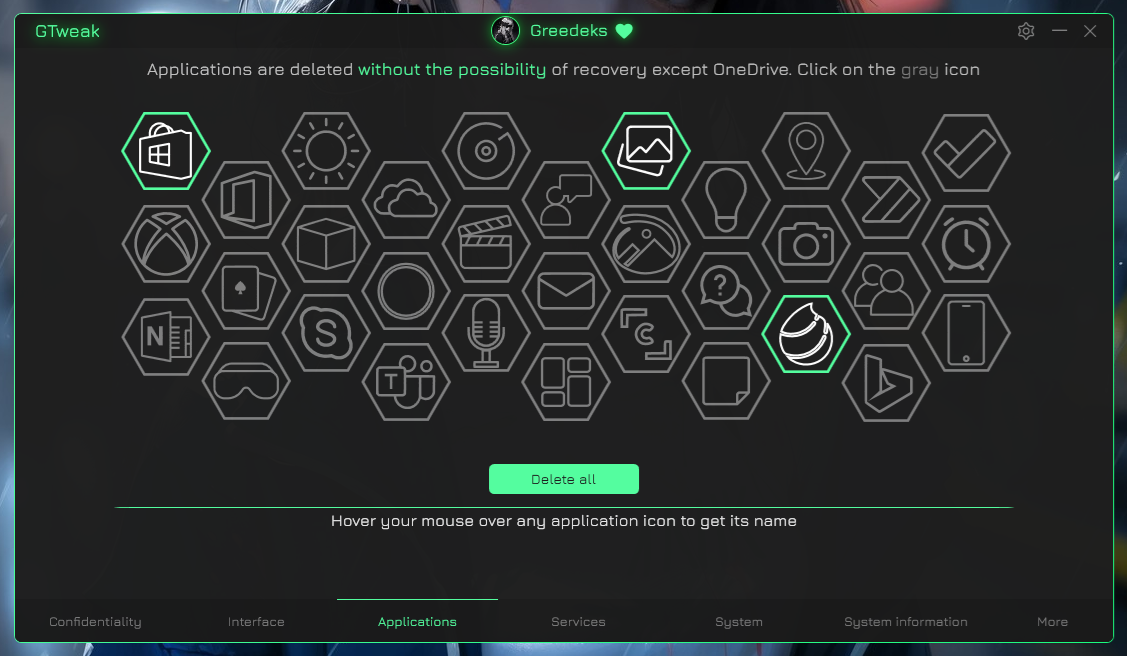 GTweak
Greedeks
Applications are deleted without the possibility of recovery except OneDrive. Click on the gray icon
N
S
T
?
C
Delete all
Hover your mouse over any application icon to get its name
Confidentiality
Interface
Applications
Services
System
System information
More